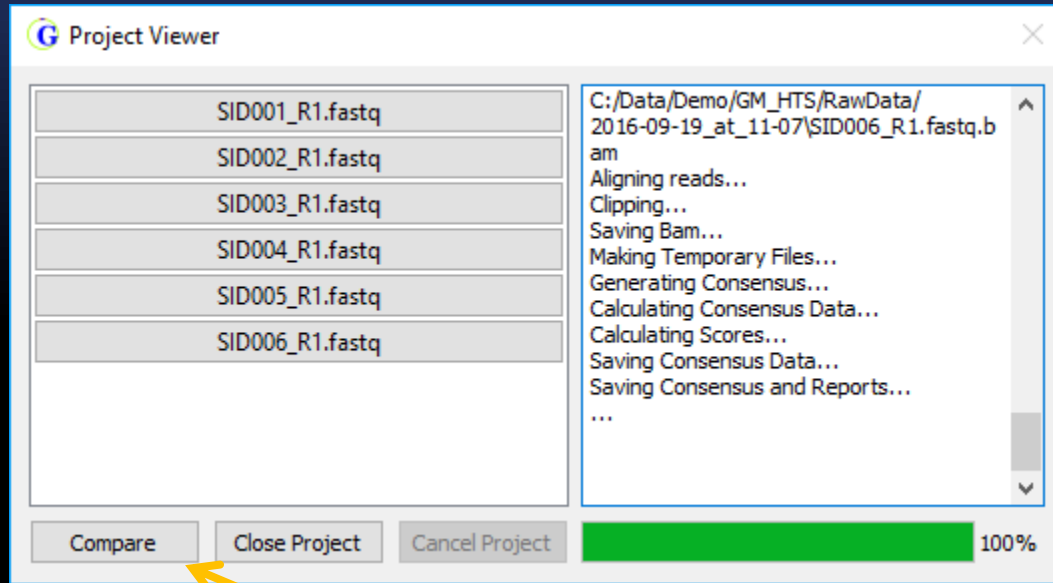 G Project Viewer
SID001_R1.fastq
SID002_R1.fastq
SID003_R1.fastq
SID004_R1.fastq
SID005_R1.fastq
SID006_R1.fastq
C:/Data/Demo/GM_HTS/RawData/
2016-09-19_at_11-07\SID006_R1.fastq.b
am
Aligning reads...
Clipping...
Saving Bam...
Making Temporary Files...
Generating Consensus...
Calculating Consensus Data...
Calculating Scores...
Saving Consensus Data...
Saving Consensus and Reports...
...
Compare Close Project Cancel Project 100%